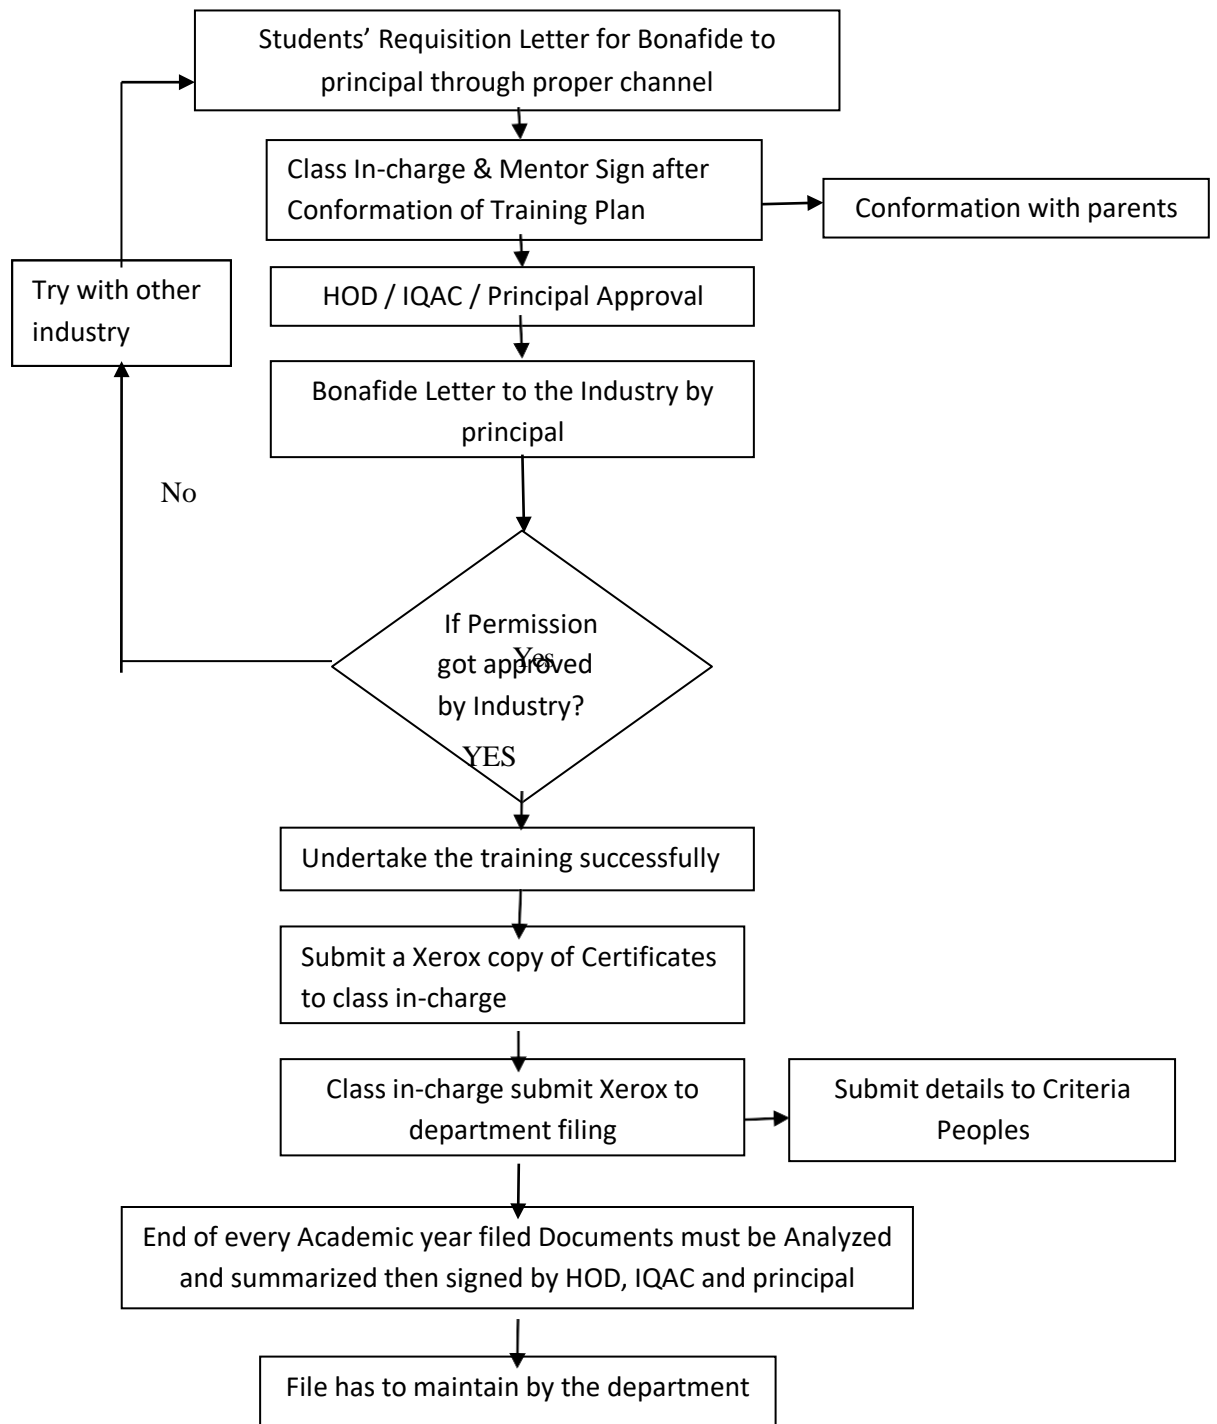 Students’ Requisition Letter for Bonafide to
principal through proper channel
Class In-charge & Mentor Sign after
Conformation of Training Plan
Conformation with parents
Try with other
industry
HOD / IQAC / Principal Approval
Bonafide Letter to the Industry by
principal
No
If Permission
got approved
Yes
by Industry?
YES
Undertake the training successfully
Submit a Xerox copy of Certificates
to class in-charge
Class in-charge submit Xerox to
department filing
Submit details to Criteria
Peoples
End of every Academic year filed Documents must be Analyzed
and summarized then signed by HOD, IQAC and principal
File has to maintain by the department